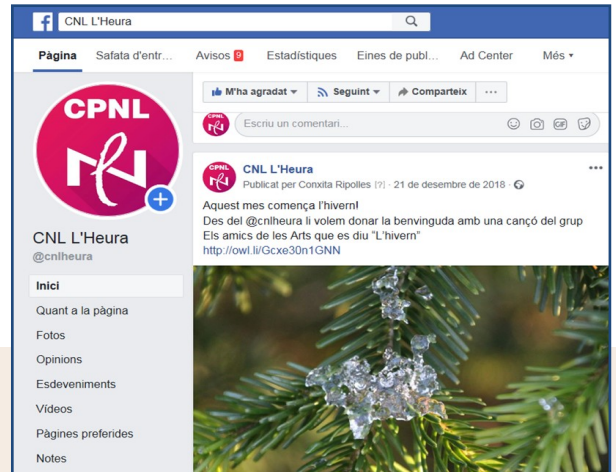 CNL L'Heura
Pàgina Safata d'entr... Avisos 9 Estadístiques Eines de publ... Ad Center Més
M'ha agradat Seguint Comparteix ...
CPNL
CPNL
Escriu un comentari...
GIF
CPNL
CNL L'Heura
Publicat per Conxita Ripolles [?] · 21 de desembre de 2018 ·
Aquest mes comença l'hivern!
Des del @cnlheura li volem donar la benvinguda amb una cançó del grup
Els amics de les Arts que es diu "L'hivern"
http://owl.li/Gcxe30n1GNN
CNL L'Heura
@cnlheura
Inici
Quant a la pàgina
Fotos
Opinions
Esdeveniments
Vídeos
Pàgines preferides
Notes